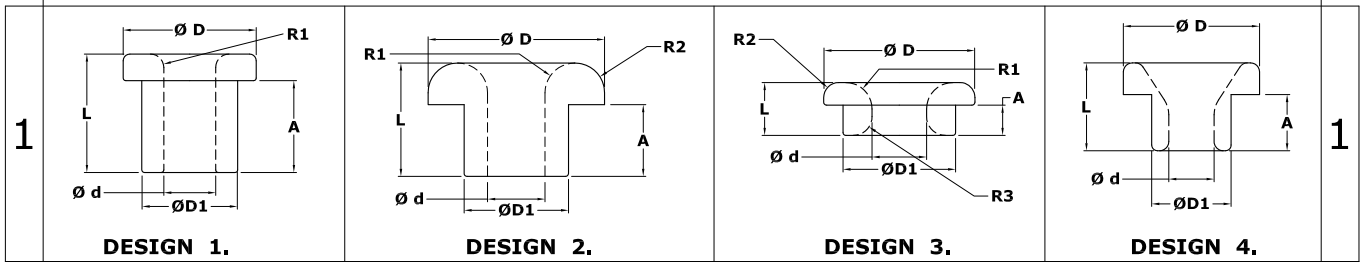 1
Ø D
R1
L
A
Ø d
ØD1
DESIGN 1.
Ø D
R1
R2
L
A
Ø d
ØD1
DESIGN 2.
R2
Ø D
R1
L
A
Ø d
ØD1
R3
DESIGN 3.
Ø D
L
A
Ø d
ØD1
DESIGN 4.
1